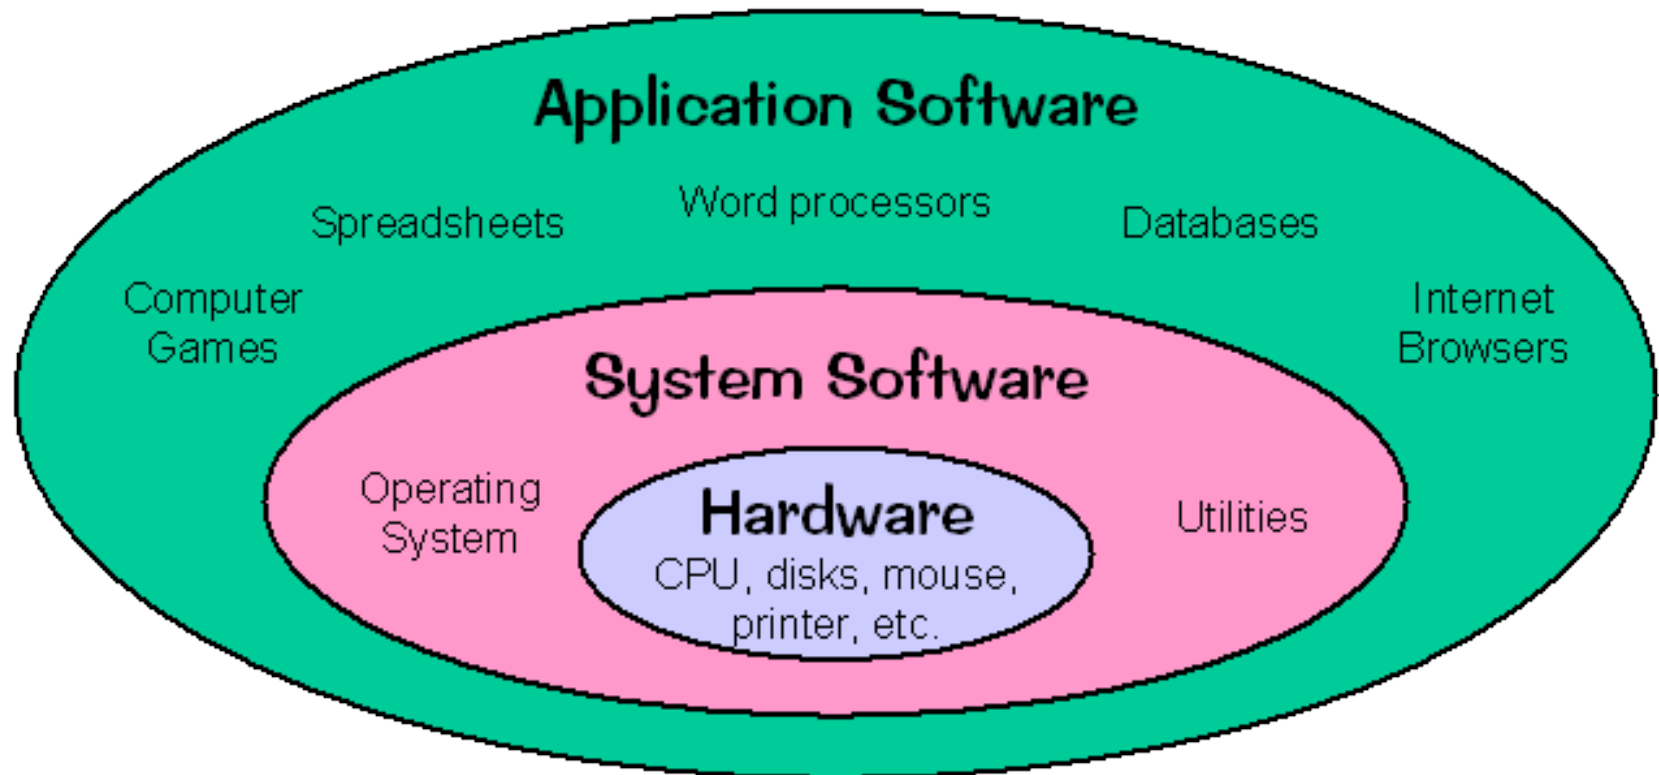 Application Software
Word processors
Spreadsheets
Databases
Computer
Games
Internet
Browsers
System Software
Operating
System
Utilities
Hardware
CPU, disks, mouse,
printer, etc.